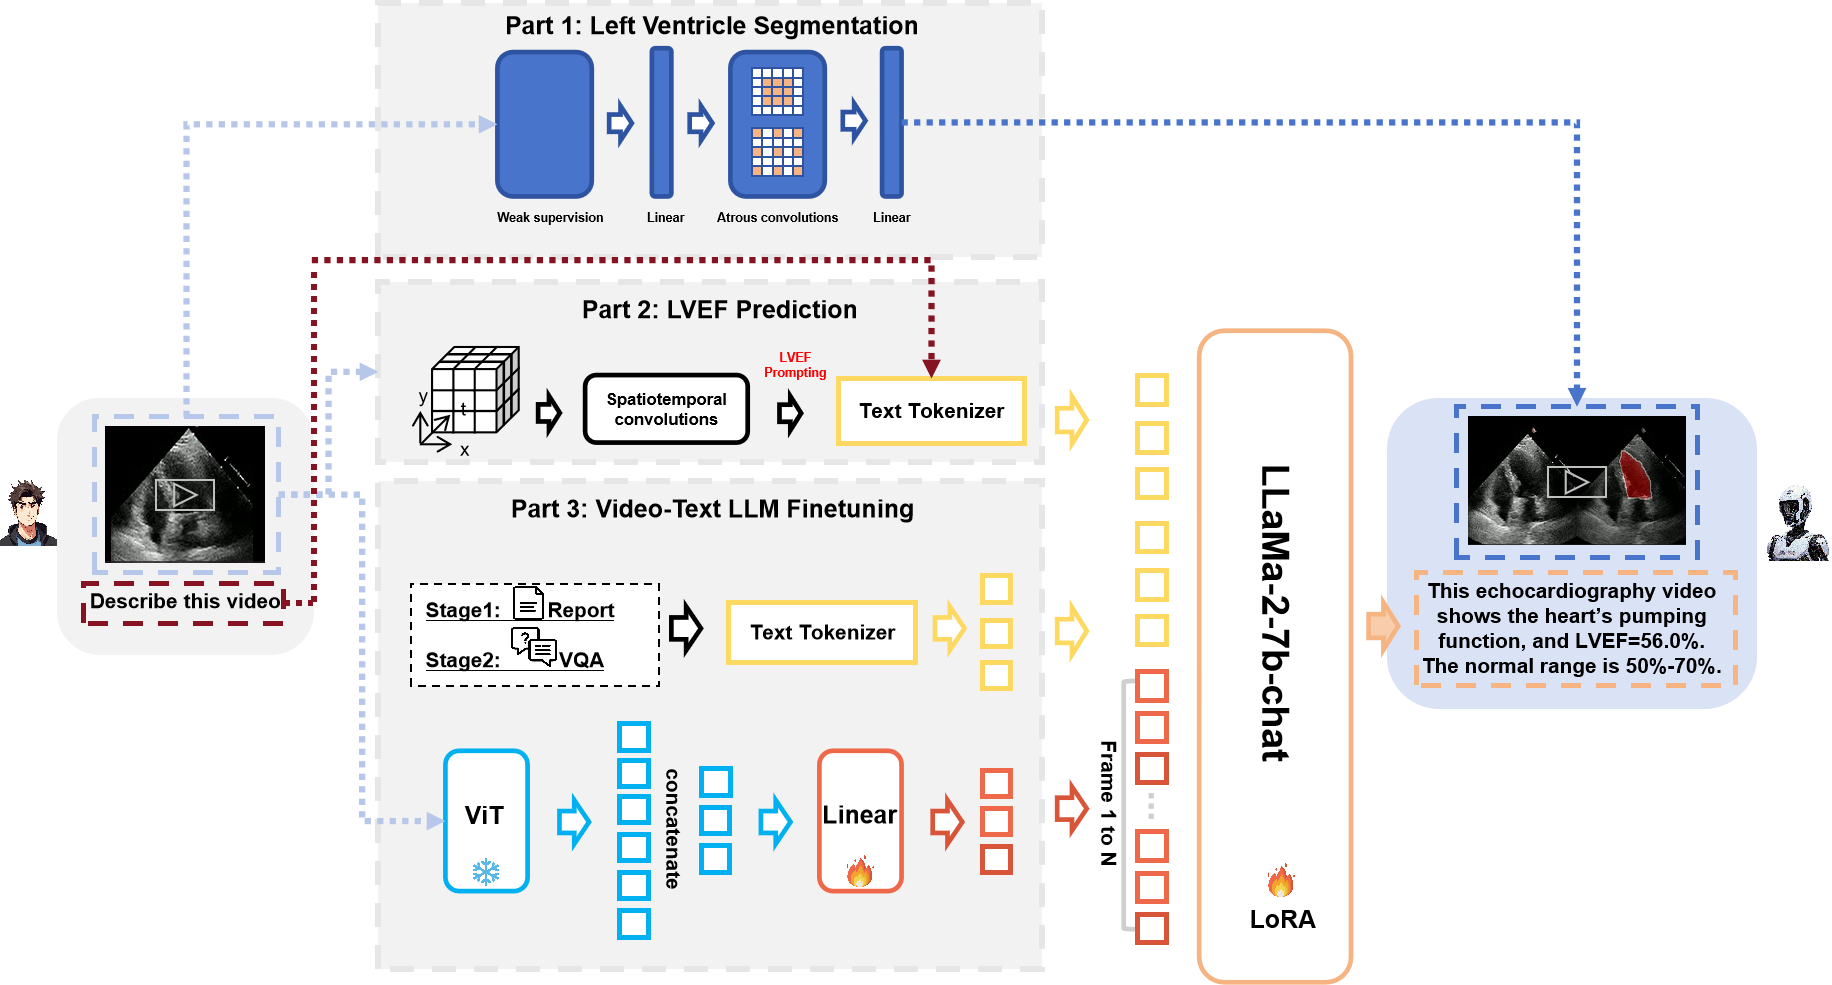 Part 1: Left Ventricle Segmentation
Weak supervision
Linear
Atrous convolutions
Linear
Part 2: LVEF Prediction
y
t
x
Spatiotemporal
convolutions
LVEF
Prompting
Text Tokenizer
Describe this video
Part 3: Video-Text LLM Finetuning
Stage1: Report
Stage2: VQA
Text Tokenizer
ViT
concatenate
Linear
Frame 1 to N
LLaMa-2-7b-chat
LoRA
This echocardiography video
shows the heart's pumping
function, and LVEF=56.0%.
The normal range is 50%-70%.